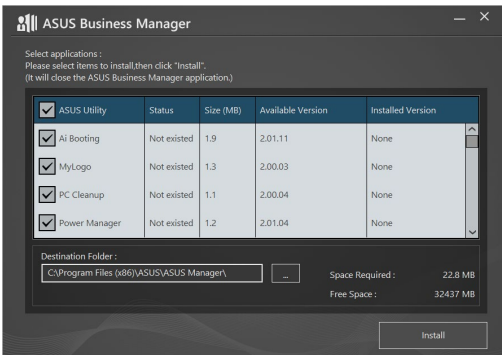 ASUS Business Manager
Select applications :
Please select items to install,then click "Install".
(It will close the ASUS Business Manager application.)
ASUS Utility Status Size (MB) Available Version Installed Version
Ai Booting Not existed 1.9 2.01.11 None
MyLogo Not existed 1.3 2.00.03 None
PC Cleanup Not existed 1.1 2.00.04 None
Power Manager Not existed 1.2 2.01.04 None
Destination Folder :
C:\Program Files (x86)\ASUS\ASUS Manager\ ... Space Required : 22.8 MB
Free Space : 32437 MB
Install